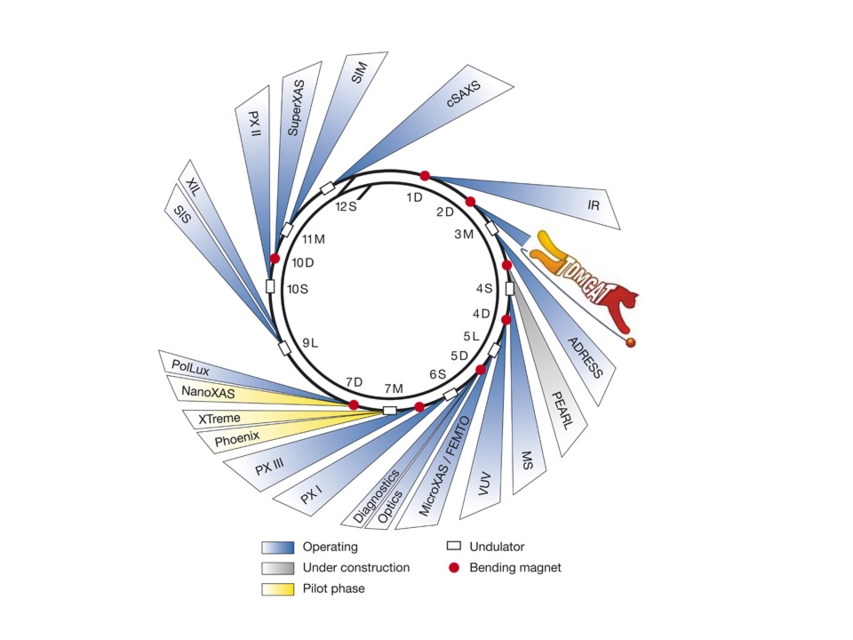 SIM
cSAXS
SuperXAS
PX II
XIL
SIS
IR
TOMCAT
ADRESS
PEARL
MS
VUV
MicroXAS / FEMTO
Optics
Diagnostics
PX I
PX III
Phoenix
XTreme
NanoXAS
PolLux
12S
1D
2D
3M
4S
4D
5L
5D
6S
7M
7D
9L
10S
10D
11M
Operating
Under construction
Pilot phase
Undulator
Bending magnet